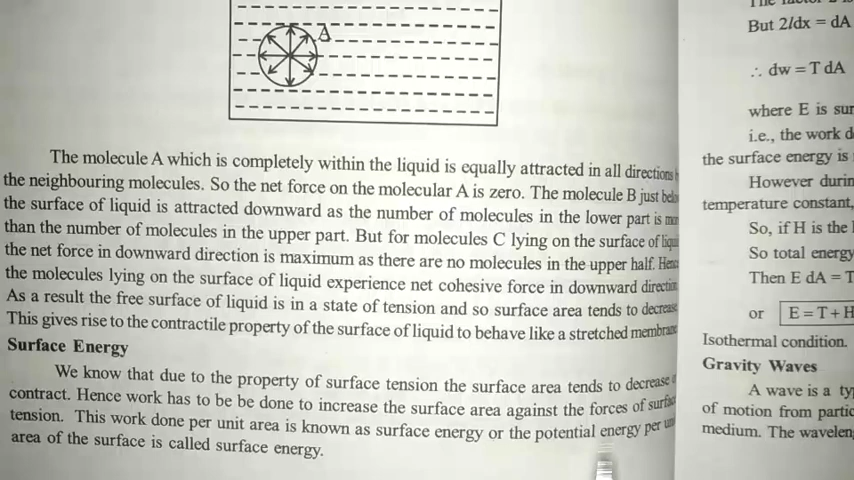 A
The molecule A which is completely within the liquid is equally attracted in all directions
the neighbouring molecules. So the net force on the molecular A is zero. The molecule B just
the surface of liquid is attracted downward as the number of molecules in the lower part is
than the number of molecules in the upper part. But for molecules C lying on the surface of
the net force in downward direction is maximum as there are no molecules in the upper half.
the molecules lying on the surface of liquid experience net cohesive force in downward
As a result the free surface of liquid is in a state of tension and so surface area tends to decrease
This gives rise to the contractile property of the surface of liquid to behave like a stretched membrane
Surface Energy
We know that due to the property of surface tension the surface area tends to decrease
contract. Hence work has to be be done to increase the surface area against the forces of
tension. This work done per unit area is known as surface energy or the potential energy per
area of the surface is called surface energy.
But 2ldx = dA
∴ dw = T dA
where E is
i.e., the work
the surface energy is
However
temperature constant,
So, if H is the
So total energy
Then E dA = T
or E = T + H
Isothermal condition.
Gravity Waves
A wave is a
of motion from
medium. The